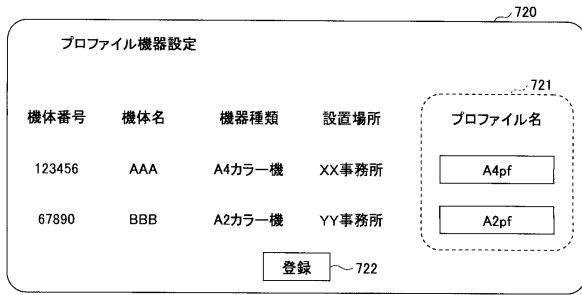 720
プロファイル機器設定
721
機体番号 機体名 機器種類 設置場所 プロファイル名
123456 AAA A4カラー機 XX事務所 A4pf
67890 BBB A2カラー機 YY事務所 A2pf
登録 722